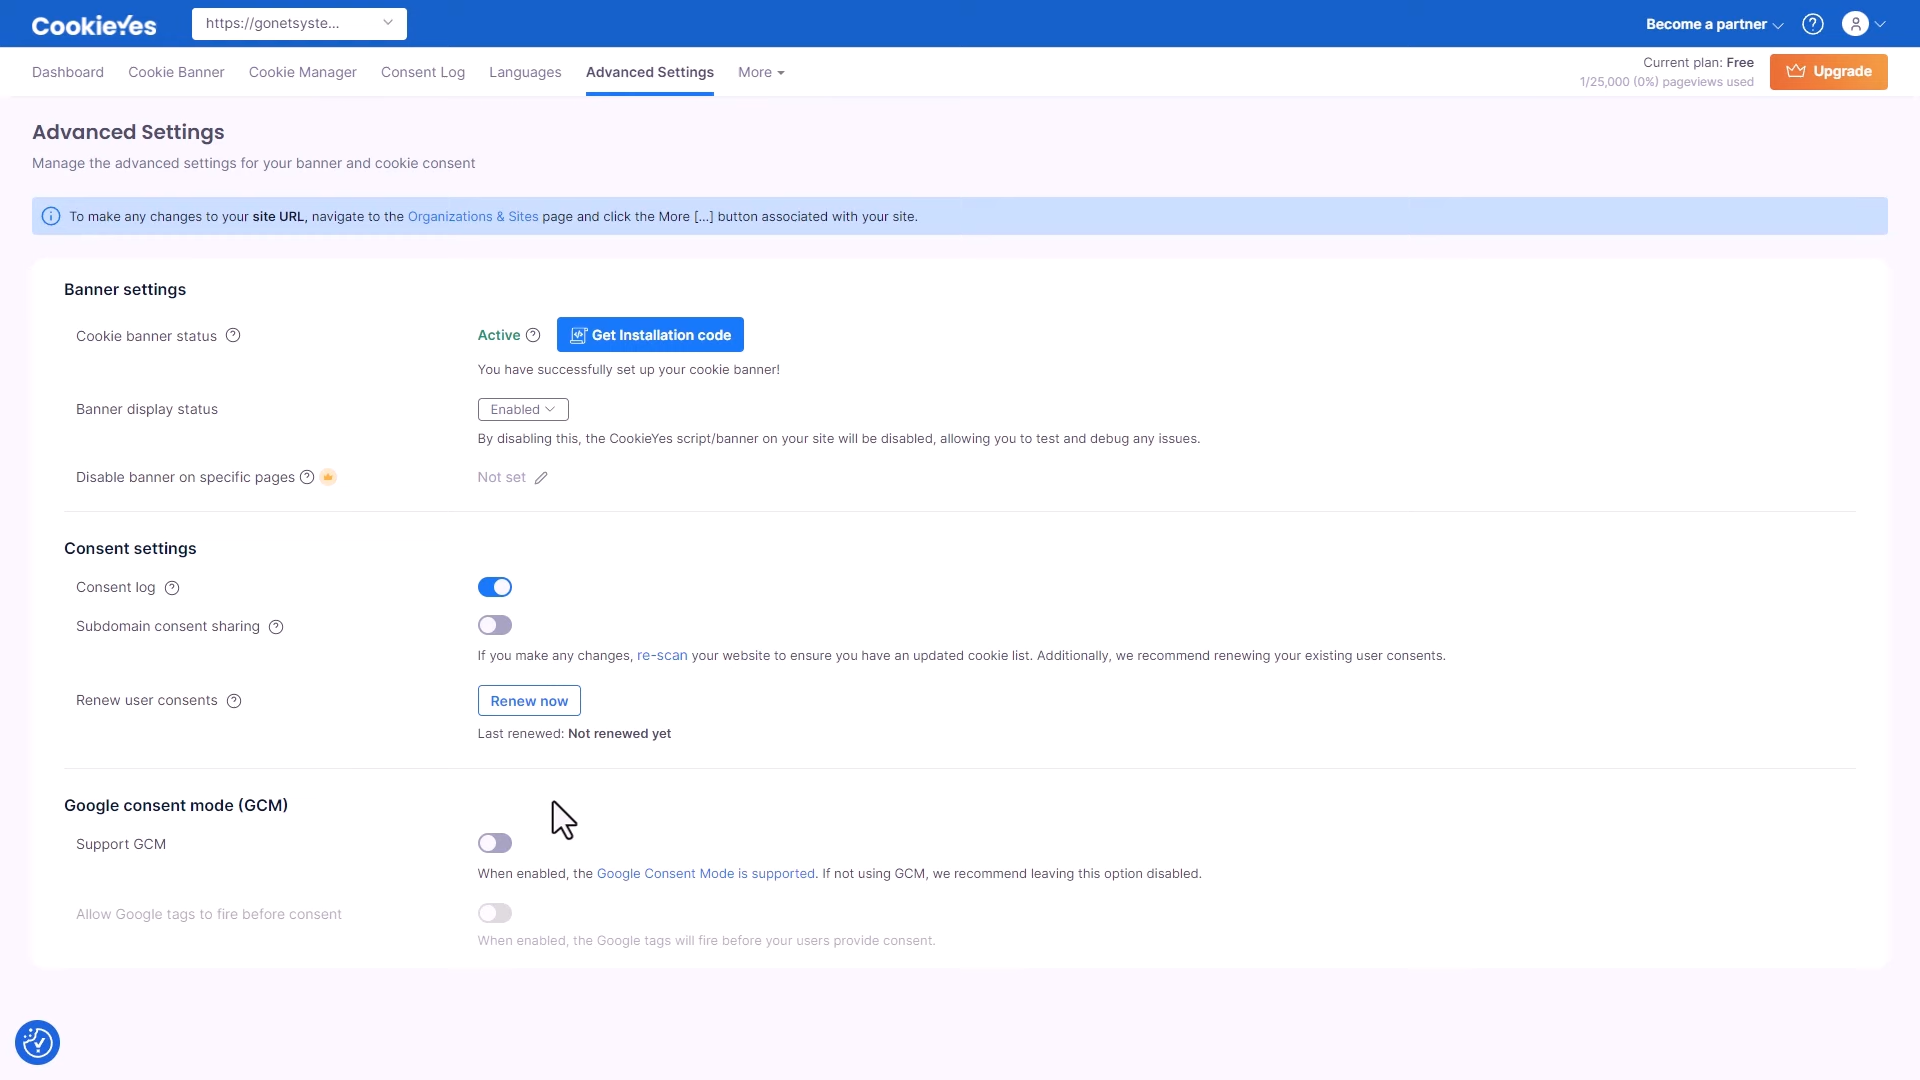 CookieYes
https://gonetsyste...
Become a partner
Dashboard Cookie Banner Cookie Manager Consent Log Languages Advanced Settings More
Current plan: Free
1/25,000 (0%) pageviews used
Upgrade
Advanced Settings
Manage the advanced settings for your banner and cookie consent
To make any changes to your site URL, navigate to the Organizations & Sites page and click the More [...] button associated with your site.
Banner settings
Cookie banner status
Active Get Installation code
You have successfully set up your cookie banner!
Banner display status
Enabled
By disabling this, the CookieYes script/banner on your site will be disabled, allowing you to test and debug any issues.
Disable banner on specific pages
Not set
Consent settings
Consent log
Subdomain consent sharing
If you make any changes, re-scan your website to ensure you have an updated cookie list. Additionally, we recommend renewing your existing user consents.
Renew user consents
Renew now
Last renewed: Not renewed yet
Google consent mode (GCM)
Support GCM
When enabled, the Google Consent Mode is supported. If not using GCM, we recommend leaving this option disabled.
Allow Google tags to fire before consent
When enabled, the Google tags will fire before your users provide consent.